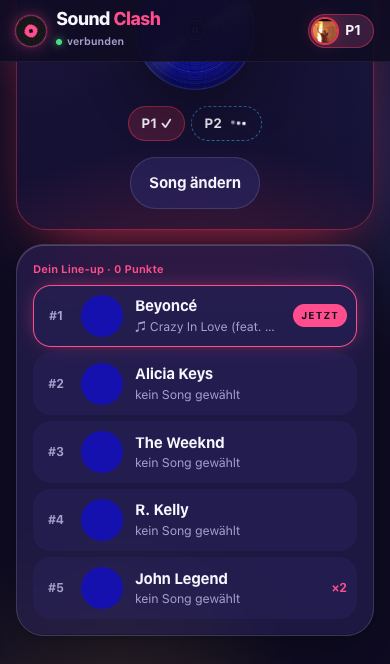 Sound Clash
verbunden
P1
P1 ✓
P2
Song ändern
Dein Line-up · 0 Punkte
#1
Beyoncé
♫ Crazy In Love (feat. ...
JETZT
#2
Alicia Keys
kein Song gewählt
#3
The Weeknd
kein Song gewählt
#4
R. Kelly
kein Song gewählt
#5
John Legend
kein Song gewählt
×2